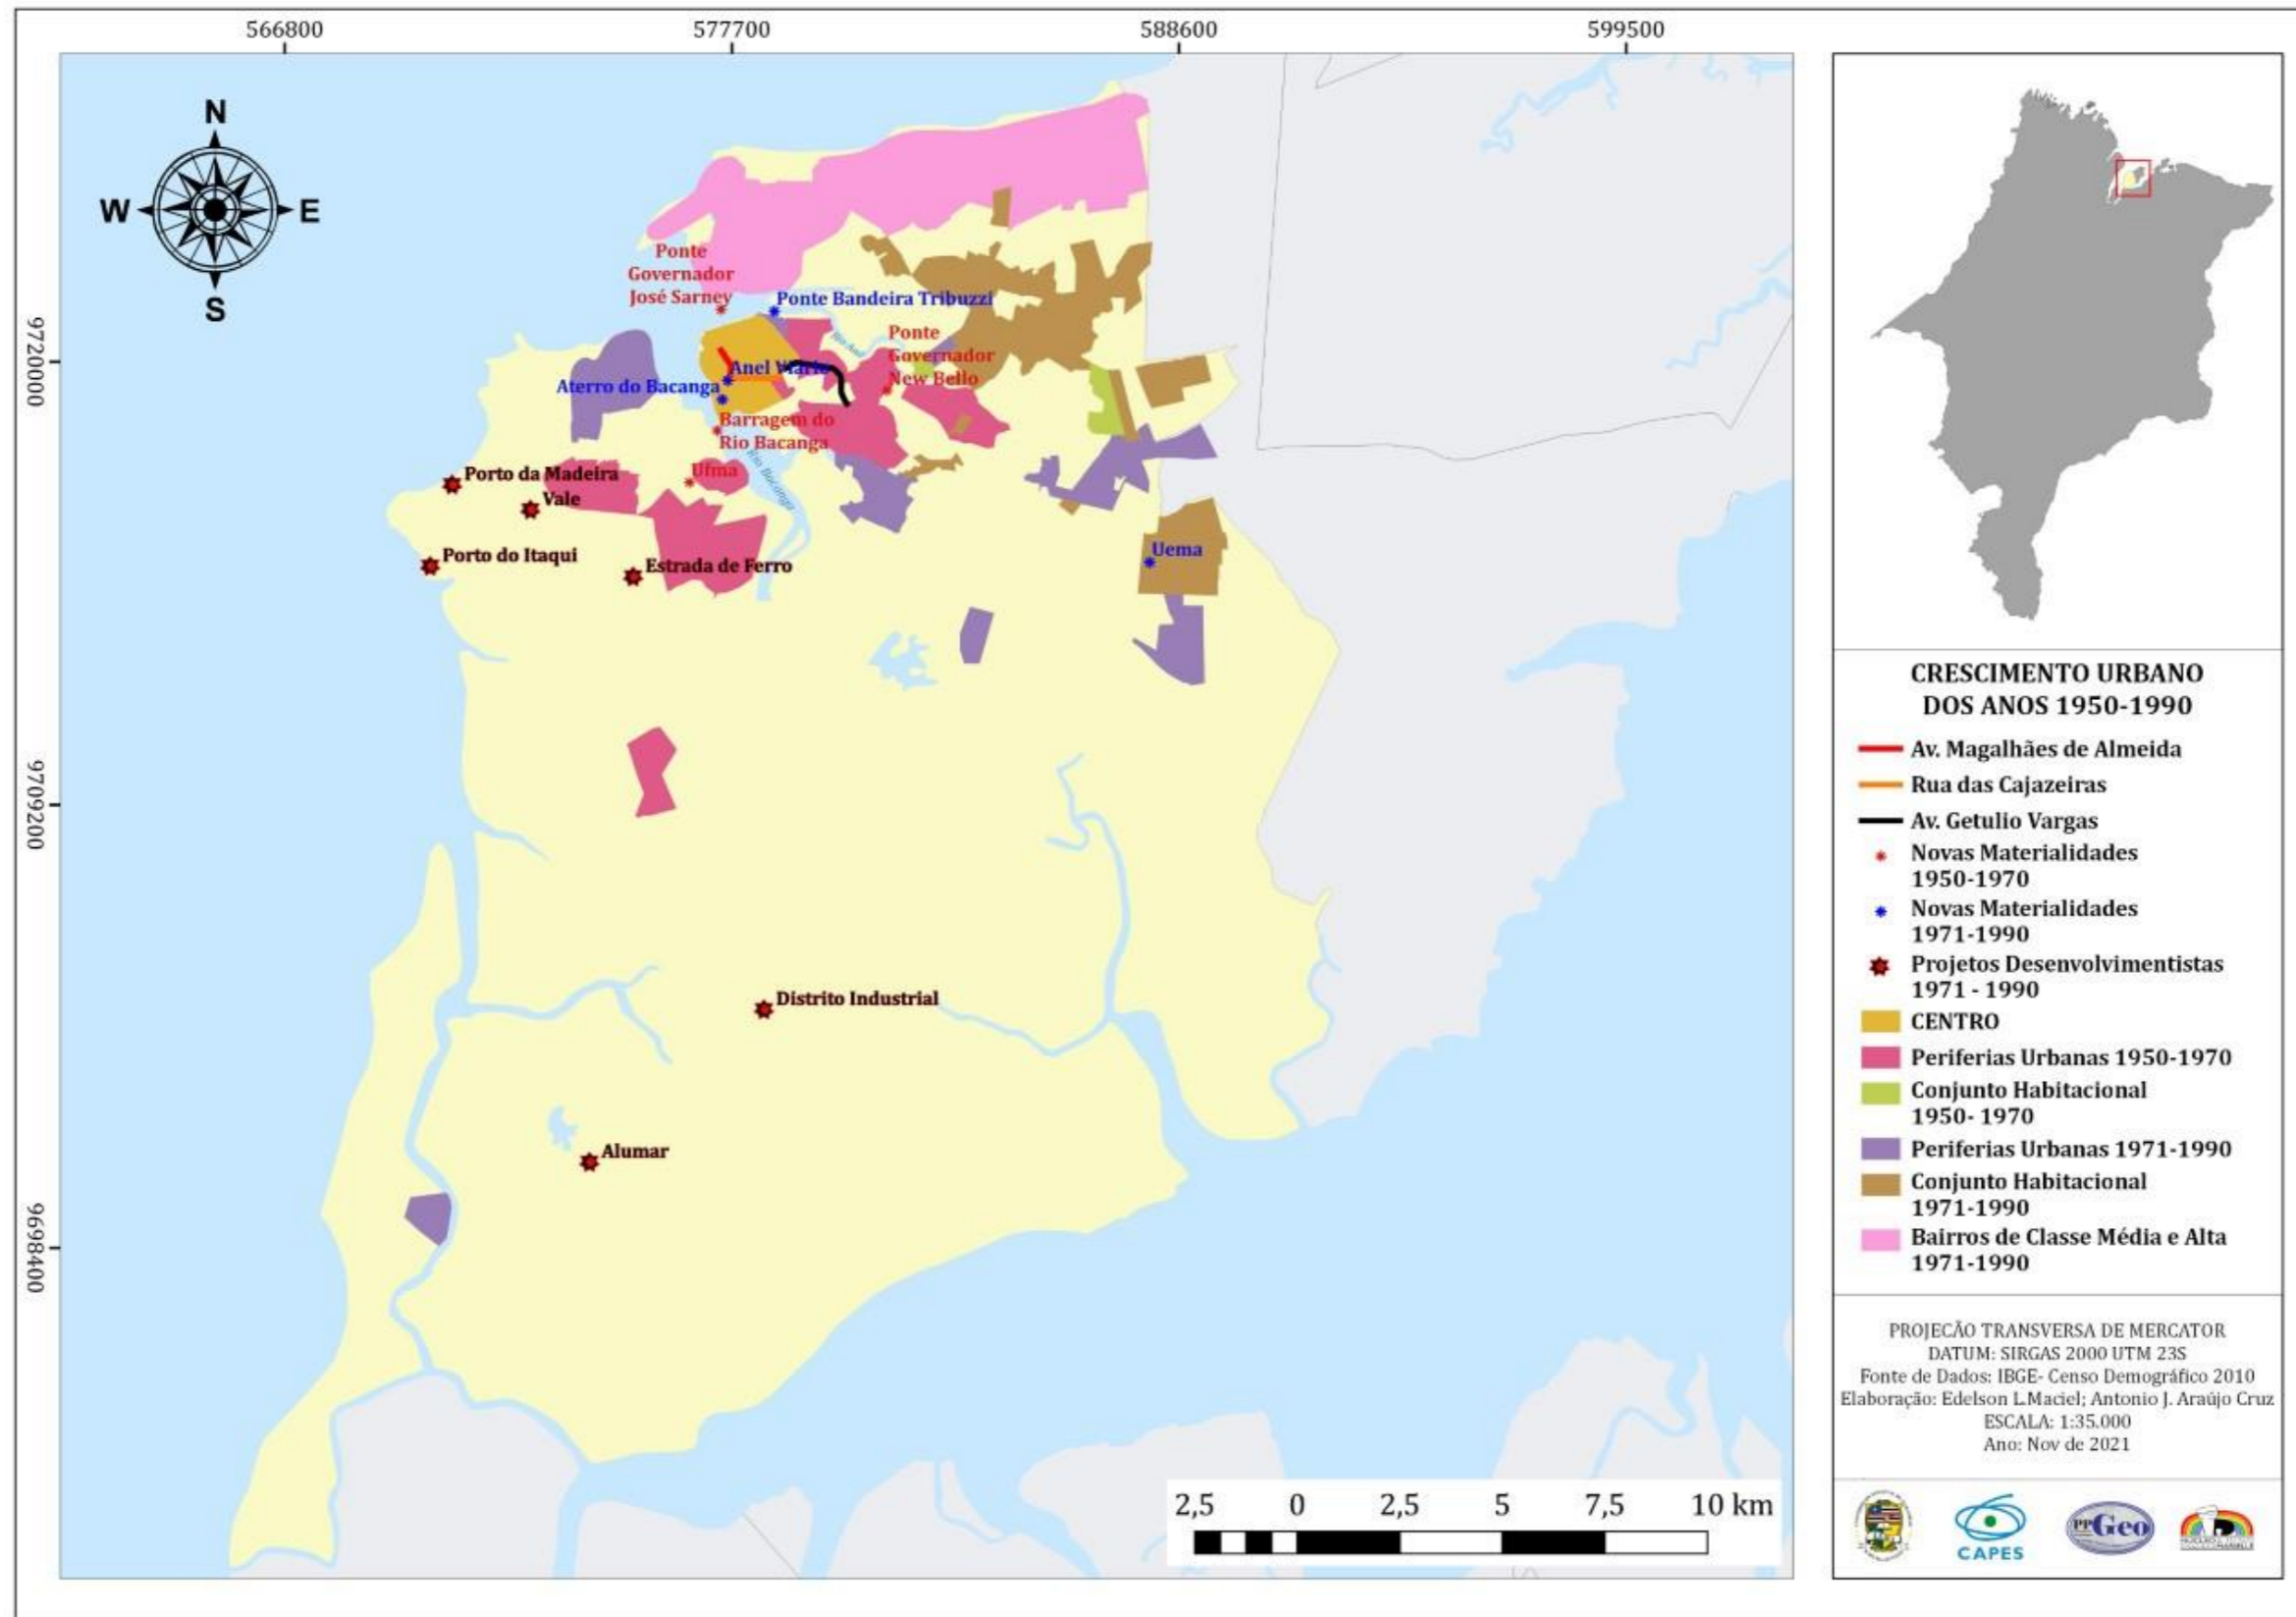 566800
577700
588600
599500
N
W
E
S
9720000
9709200
9698400
Ponte
Governador
José Sarney
Ponte Bandeira Tribuzzi
Ponte
Governador
New Bello
Rio Anil
Anel Viario
Aterro do Bacanga
Barragem do
Rio Bacanga
Rio Bacanga
Ufma
Porto da Madeira
Vale
Porto do Itaqui
Estrada de Ferro
Uema
Distrito Industrial
Alumar
2,5 0 2,5 5 7,5 10 km
CRESCIMENTO URBANO
DOS ANOS 1950-1990
Av. Magalhães de Almeida
Rua das Cajazeiras
Av. Getulio Vargas
Novas Materialidades
1950-1970
Novas Materialidades
1971-1990
Projetos Desenvolvimentistas
1971 - 1990
CENTRO
Periferias Urbanas 1950-1970
Conjunto Habitacional
1950- 1970
Periferias Urbanas 1971-1990
Conjunto Habitacional
1971-1990
Bairros de Classe Média e Alta
1971-1990
PROJECÃO TRANSVERSA DE MERCATOR
DATUM: SIRGAS 2000 UTM 23S
Fonte de Dados: IBGE- Censo Demográfico 2010
Elaboração: Edelson L.Maciel; Antonio J. Araújo Cruz
ESCALA: 1:35.000
Ano: Nov de 2021
CAPES
PPGeo